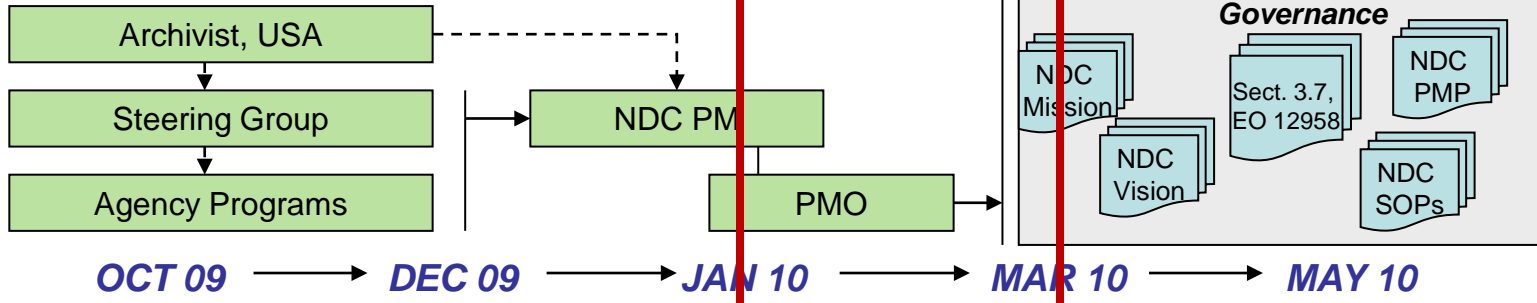 Governance
Archivist, USA
Steering Group
Agency Programs
NDC PM
PMO
NDC
Mission
NDC
Vision
Sect. 3.7,
EO 12958
NDC
PMP
NDC
SOPs
OCT 09
DEC 09
JAN 10
MAR 10
MAY 10